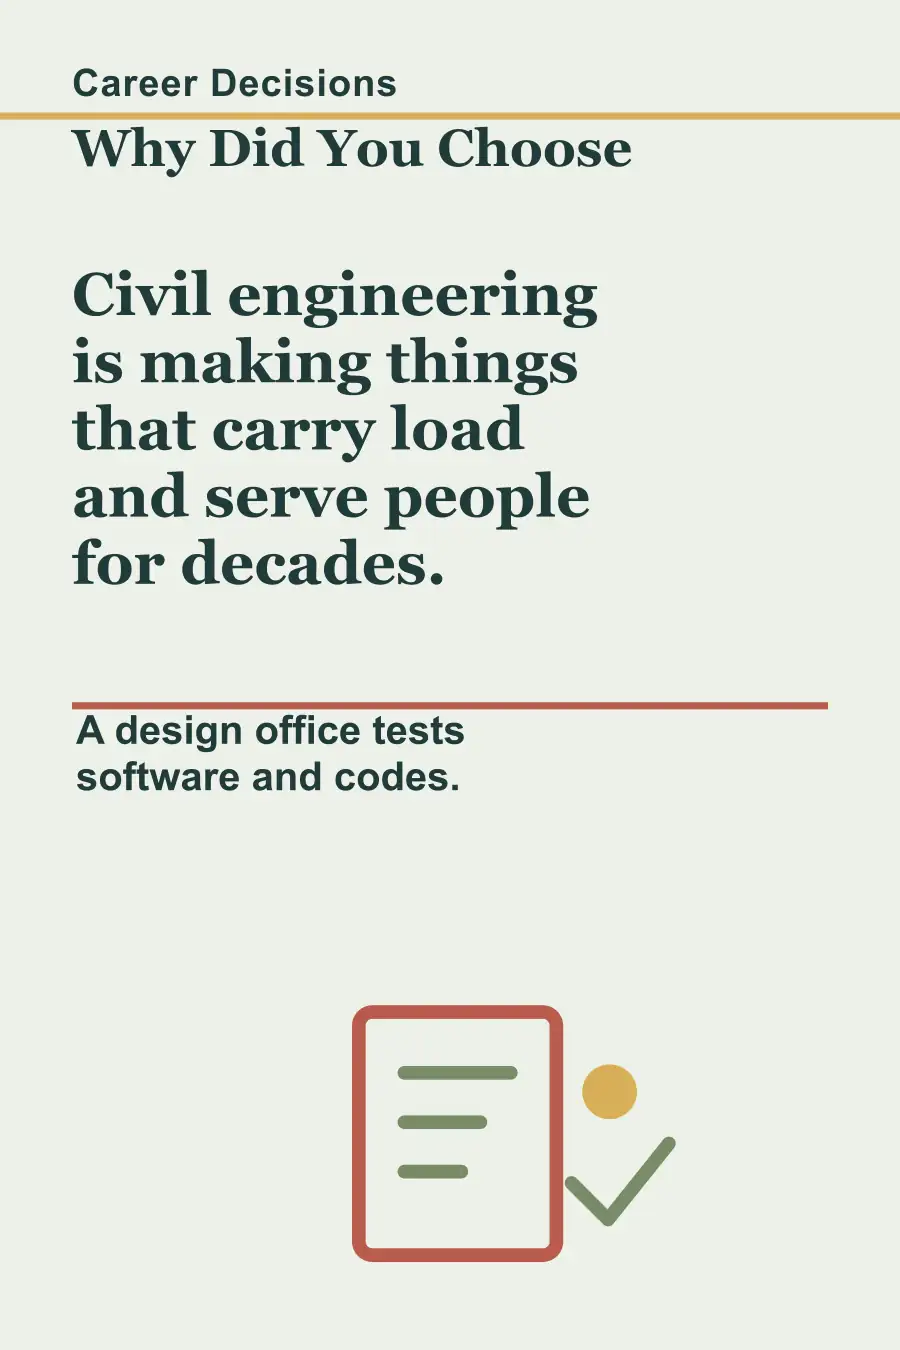 Career Decisions
Why Did You Choose
Civil engineering
is making things
that carry load
and serve people
for decades.
A design office tests
software and codes.